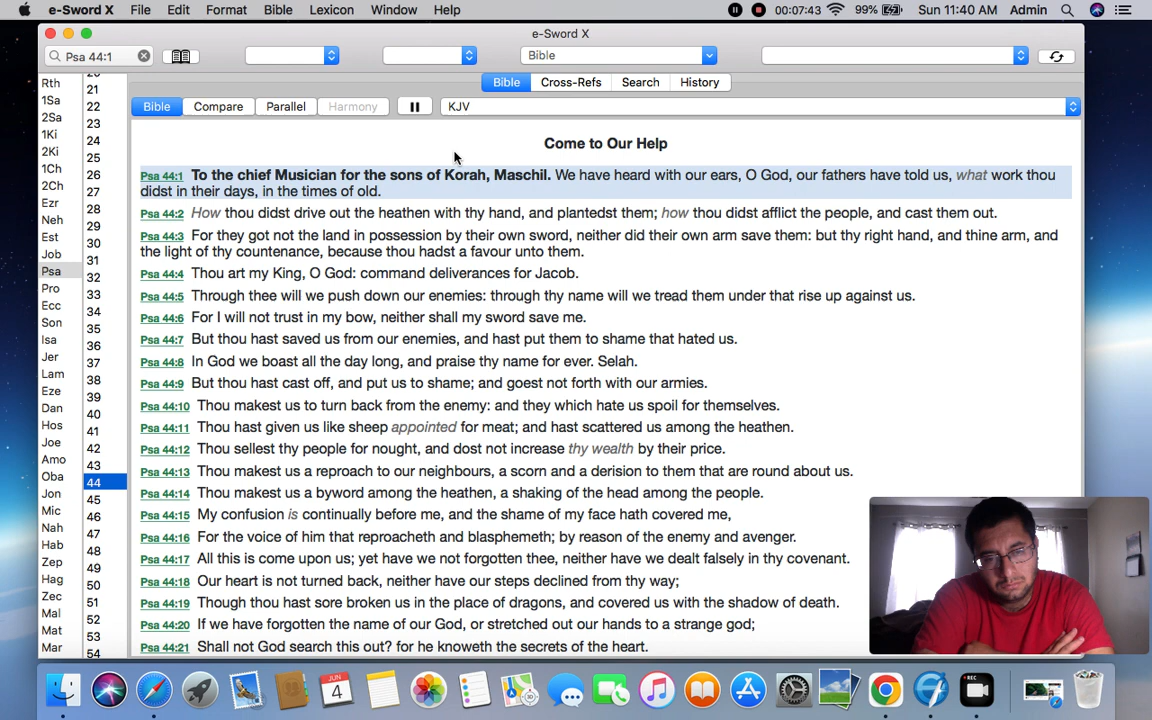 e-Sword X File Edit Format Bible Lexicon Window Help 00:07:43 99% Sun 11:40 AM Admin
e-Sword X
Psa 44:1 Bible
Bible Cross-Refs Search History
Bible Compare Parallel Harmony KJV
Rth
1Sa
2Sa
1Ki
2Ki
1Ch
2Ch
Ezr
Neh
Est
Job
Psa
Pro
Ecc
Son
Isa
Jer
Lam
Eze
Dan
Hos
Joe
Amo
Oba
Jon
Mic
Nah
Hab
Zep
Hag
Zec
Mal
Mat
Mar
21
22
23
24
25
26
27
28
29
30
31
32
33
34
35
36
37
38
39
40
41
42
43
44
45
46
47
48
49
50
51
52
53
54
Come to Our Help
Psa 44:1 To the chief Musician for the sons of Korah, Maschil. We have heard with our ears, O God, our fathers have told us, what work thou
didst in their days, in the times of old.
Psa 44:2 How thou didst drive out the heathen with thy hand, and plantedst them; how thou didst afflict the people, and cast them out.
Psa 44:3 For they got not the land in possession by their own sword, neither did their own arm save them: but thy right hand, and thine arm, and
the light of thy countenance, because thou hadst a favour unto them.
Psa 44:4 Thou art my King, O God: command deliverances for Jacob.
Psa 44:5 Through thee will we push down our enemies: through thy name will we tread them under that rise up against us.
Psa 44:6 For I will not trust in my bow, neither shall my sword save me.
Psa 44:7 But thou hast saved us from our enemies, and hast put them to shame that hated us.
Psa 44:8 In God we boast all the day long, and praise thy name for ever. Selah.
Psa 44:9 But thou hast cast off, and put us to shame; and goest not forth with our armies.
Psa 44:10 Thou makest us to turn back from the enemy: and they which hate us spoil for themselves.
Psa 44:11 Thou hast given us like sheep appointed for meat; and hast scattered us among the heathen.
Psa 44:12 Thou sellest thy people for nought, and dost not increase thy wealth by their price.
Psa 44:13 Thou makest us a reproach to our neighbours, a scorn and a derision to them that are round about us.
Psa 44:14 Thou makest us a byword among the heathen, a shaking of the head among the people.
Psa 44:15 My confusion is continually before me, and the shame of my face hath covered me,
Psa 44:16 For the voice of him that reproacheth and blasphemeth; by reason of the enemy and avenger.
Psa 44:17 All this is come upon us; yet have we not forgotten thee, neither have we dealt falsely in thy covenant.
Psa 44:18 Our heart is not turned back, neither have our steps declined from thy way;
Psa 44:19 Though thou hast sore broken us in the place of dragons, and covered us with the shadow of death.
Psa 44:20 If we have forgotten the name of our God, or stretched out our hands to a strange god;
Psa 44:21 Shall not God search this out? for he knoweth the secrets of the heart.
JUN
4
REC